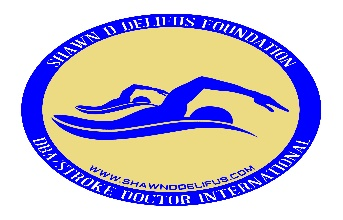 SHAWN D DELIFUS FOUNDATION
WWW.SHAWNDDELIFUS.COM
DBA: STROKE DOCTOR INTERNATIONAL